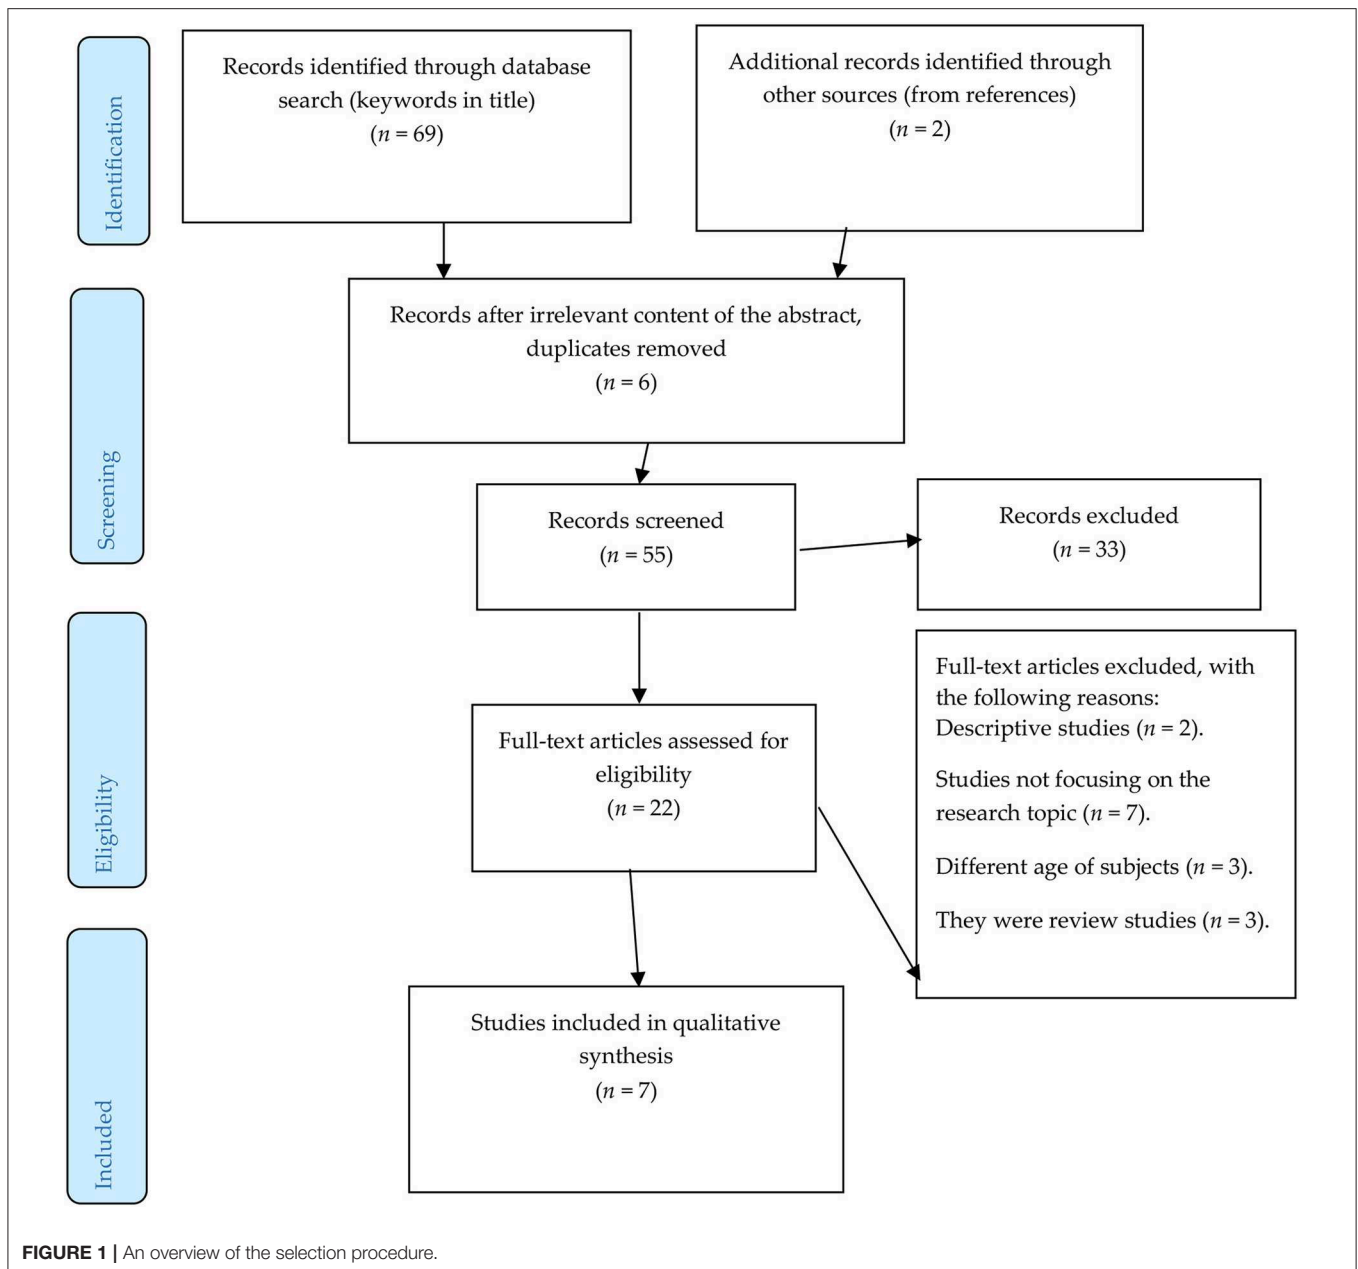 Identification
Records identified through database
search (keywords in title)
(n = 69)
Additional records identified through
other sources (from references)
(n = 2)
Screening
Records after irrelevant content of the abstract,
duplicates removed
(n = 6)
Records screened
(n = 55)
Records excluded
(n = 33)
Eligibility
Full-text articles assessed for
eligibility
(n = 22)
Full-text articles excluded, with
the following reasons:
Descriptive studies (n = 2).
Studies not focusing on the
research topic (n = 7).
Different age of subjects (n = 3).
They were review studies (n = 3).
Included
Studies included in qualitative
synthesis
(n = 7)
FIGURE 1 | An overview of the selection procedure.